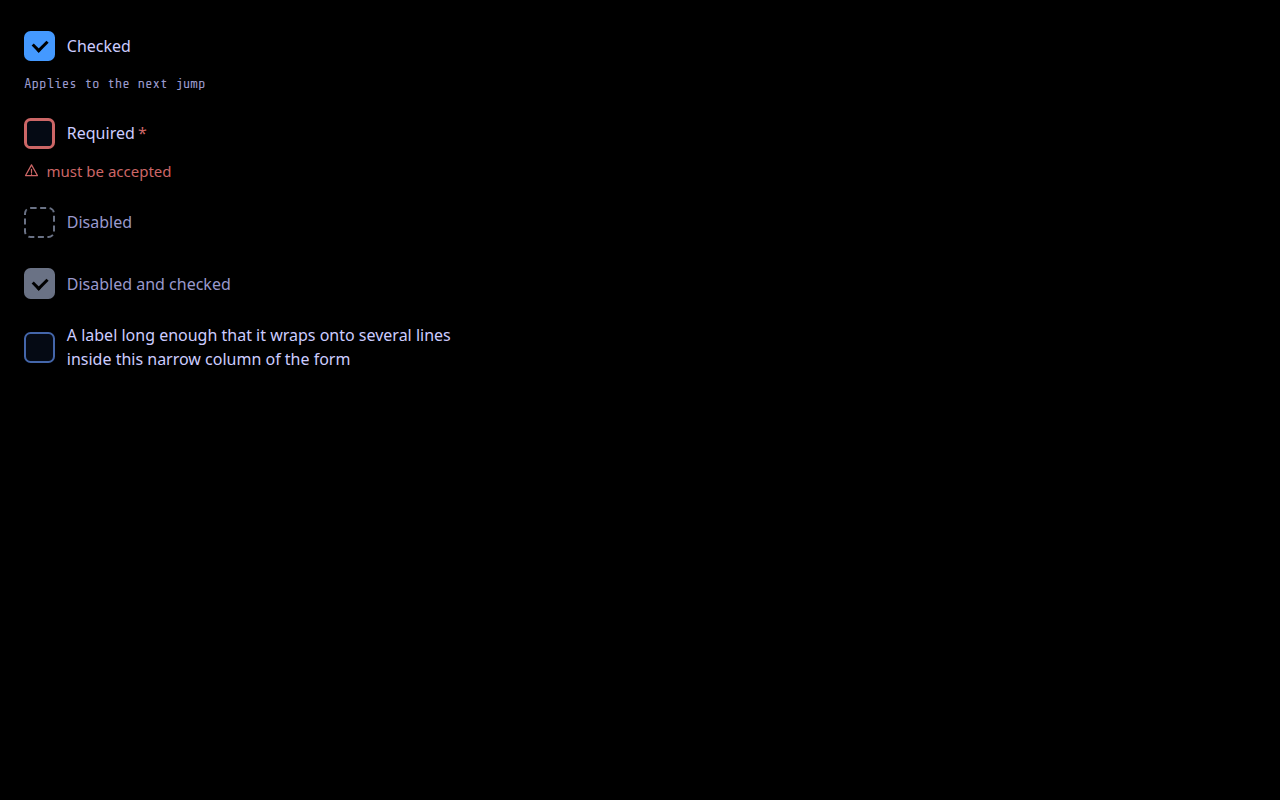 Checked
Applies to the next jump
Required *
must be accepted
Disabled
Disabled and checked
A label long enough that it wraps onto several lines
inside this narrow column of the form